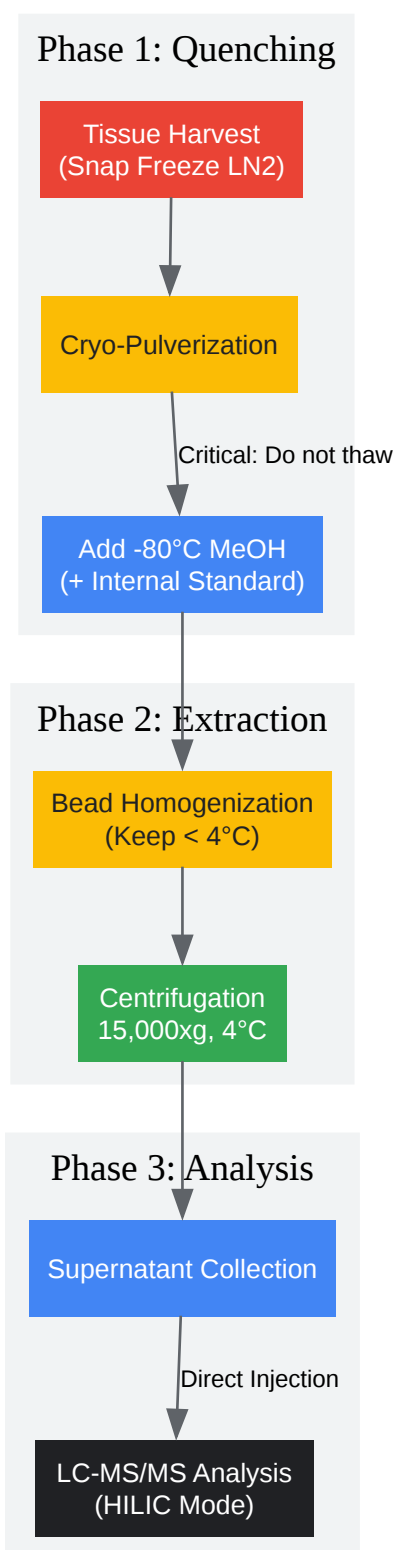 Phase 1: Quenching
Tissue Harvest
(Snap Freeze LN2)
Cryo-Pulverization
Critical: Do not thaw
Add -80°C MeOH
(+ Internal Standard)
Phase 2: Extraction
Bead Homogenization
(Keep < 4°C)
Centrifugation
15,000xg, 4°C
Phase 3: Analysis
Supernatant Collection
Direct Injection
LC-MS/MS Analysis
(HILIC Mode)